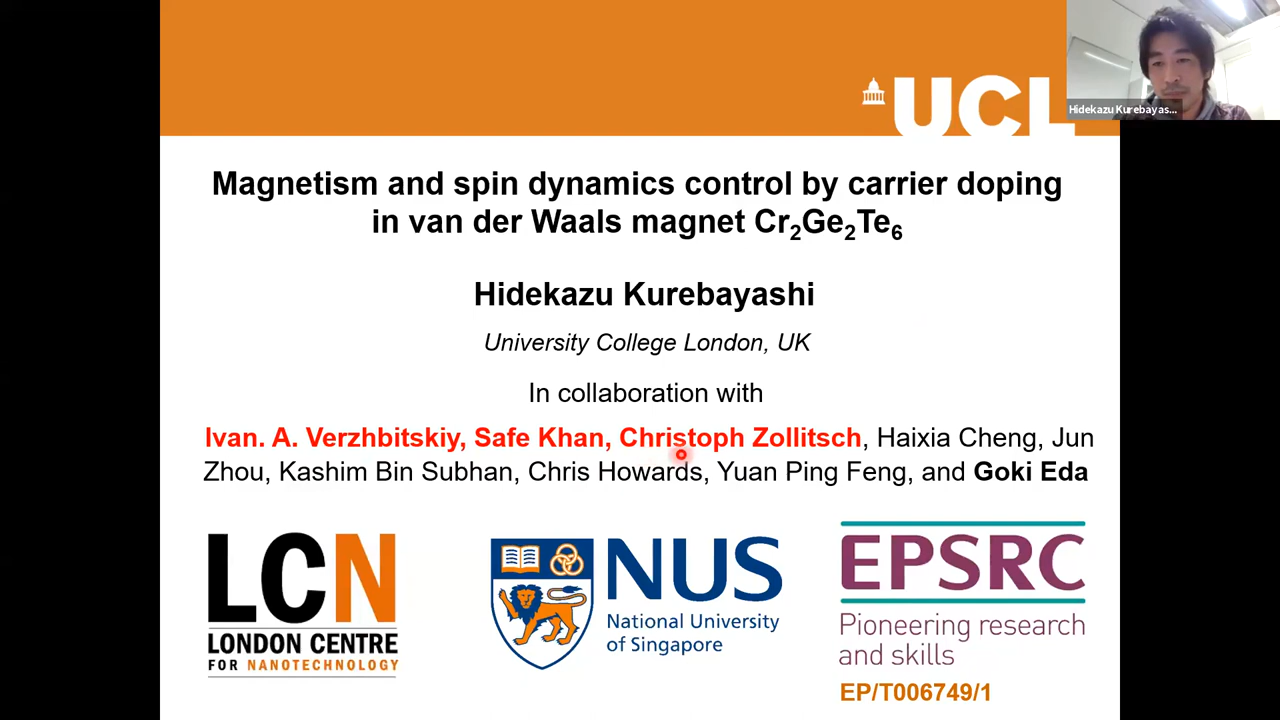 UCL
Hidekazu Kurebayas...
Magnetism and spin dynamics control by carrier doping
in van der Waals magnet Cr₂Ge₂Te₆
Hidekazu Kurebayashi
University College London, UK
In collaboration with
Ivan. A. Verzhbitskiy, Safe Khan, Christoph Zollitsch, Haixia Cheng, Jun
Zhou, Kashim Bin Subhan, Chris Howards, Yuan Ping Feng, and Goki Eda
LCN
LONDON CENTRE
FOR NANOTECHNOLOGY
NUS
National University
of Singapore
EPSRC
Pioneering research
and skills
EP/T006749/1